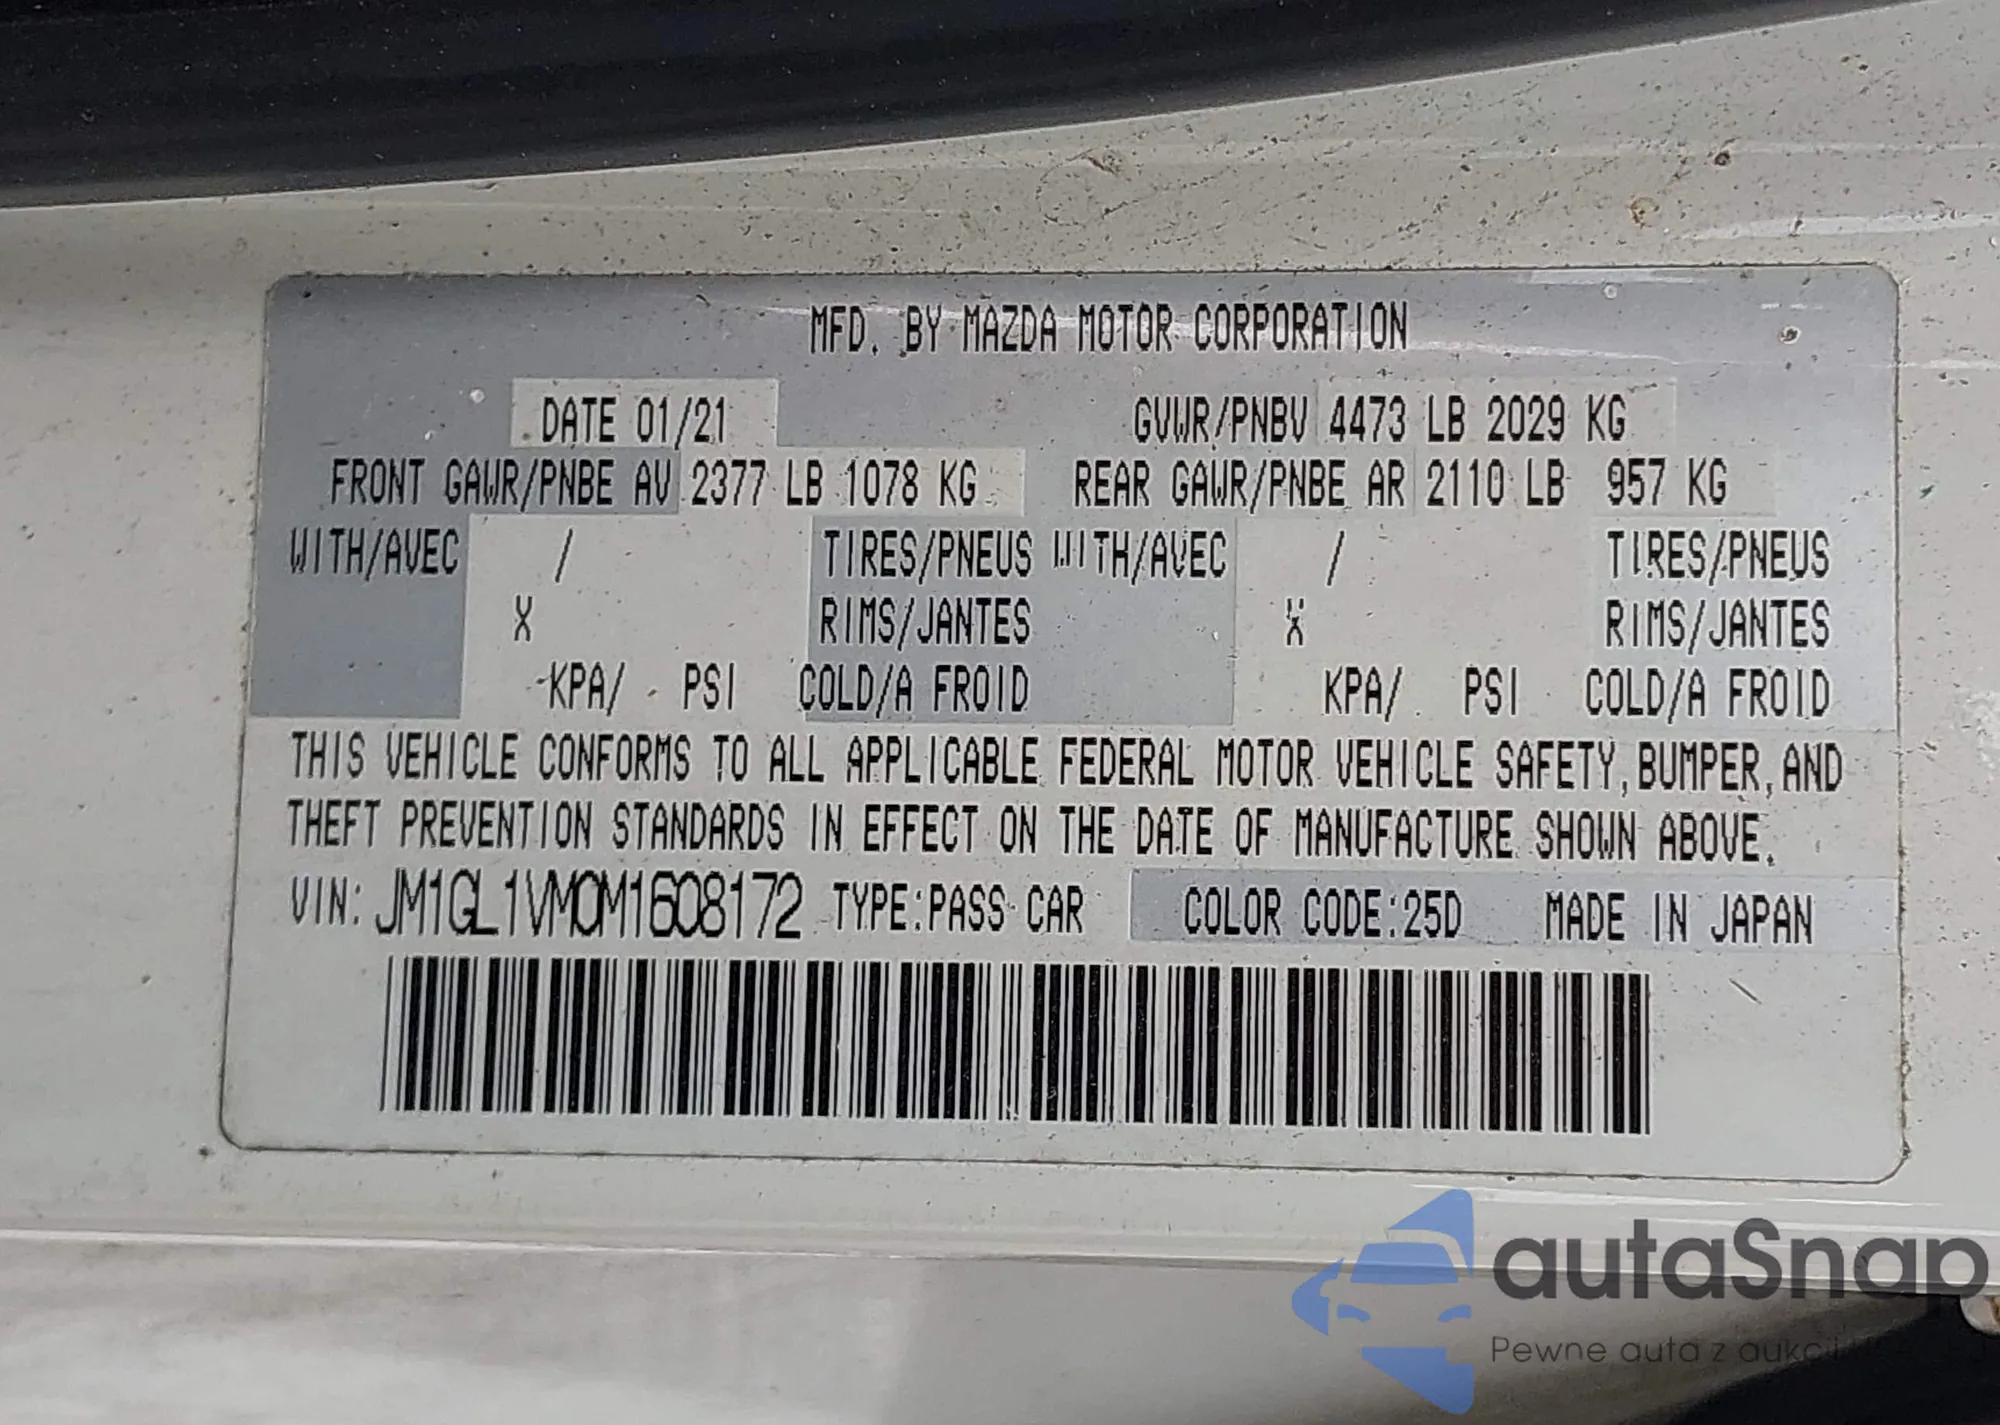 MFD. BY MAZDA MOTOR CORPORATION
DATE 01/21 GVWR/PNBV 4473 LB 2029 KG
FRONT GAWR/PNBE AV 2377 LB 1078 KG REAR GAWR/PNBE AR 2110 LB 957 KG
WITH/AVEC / TIRES/PNEUS WITH/AVEC / TIRES/PNEUS
X RIMS/JANTES X RIMS/JANTES
KPA/ PSI COLD/A FROID KPA/ PSI COLD/A FROID
THIS VEHICLE CONFORMS TO ALL APPLICABLE FEDERAL MOTOR VEHICLE SAFETY, BUMPER, AND
THEFT PREVENTION STANDARDS IN EFFECT ON THE DATE OF MANUFACTURE SHOWN ABOVE.
VIN: JM1GL1VM0M1608172 TYPE:PASS CAR COLOR CODE:25D MADE IN JAPAN
autaSnap
Pewne auta z aukcji